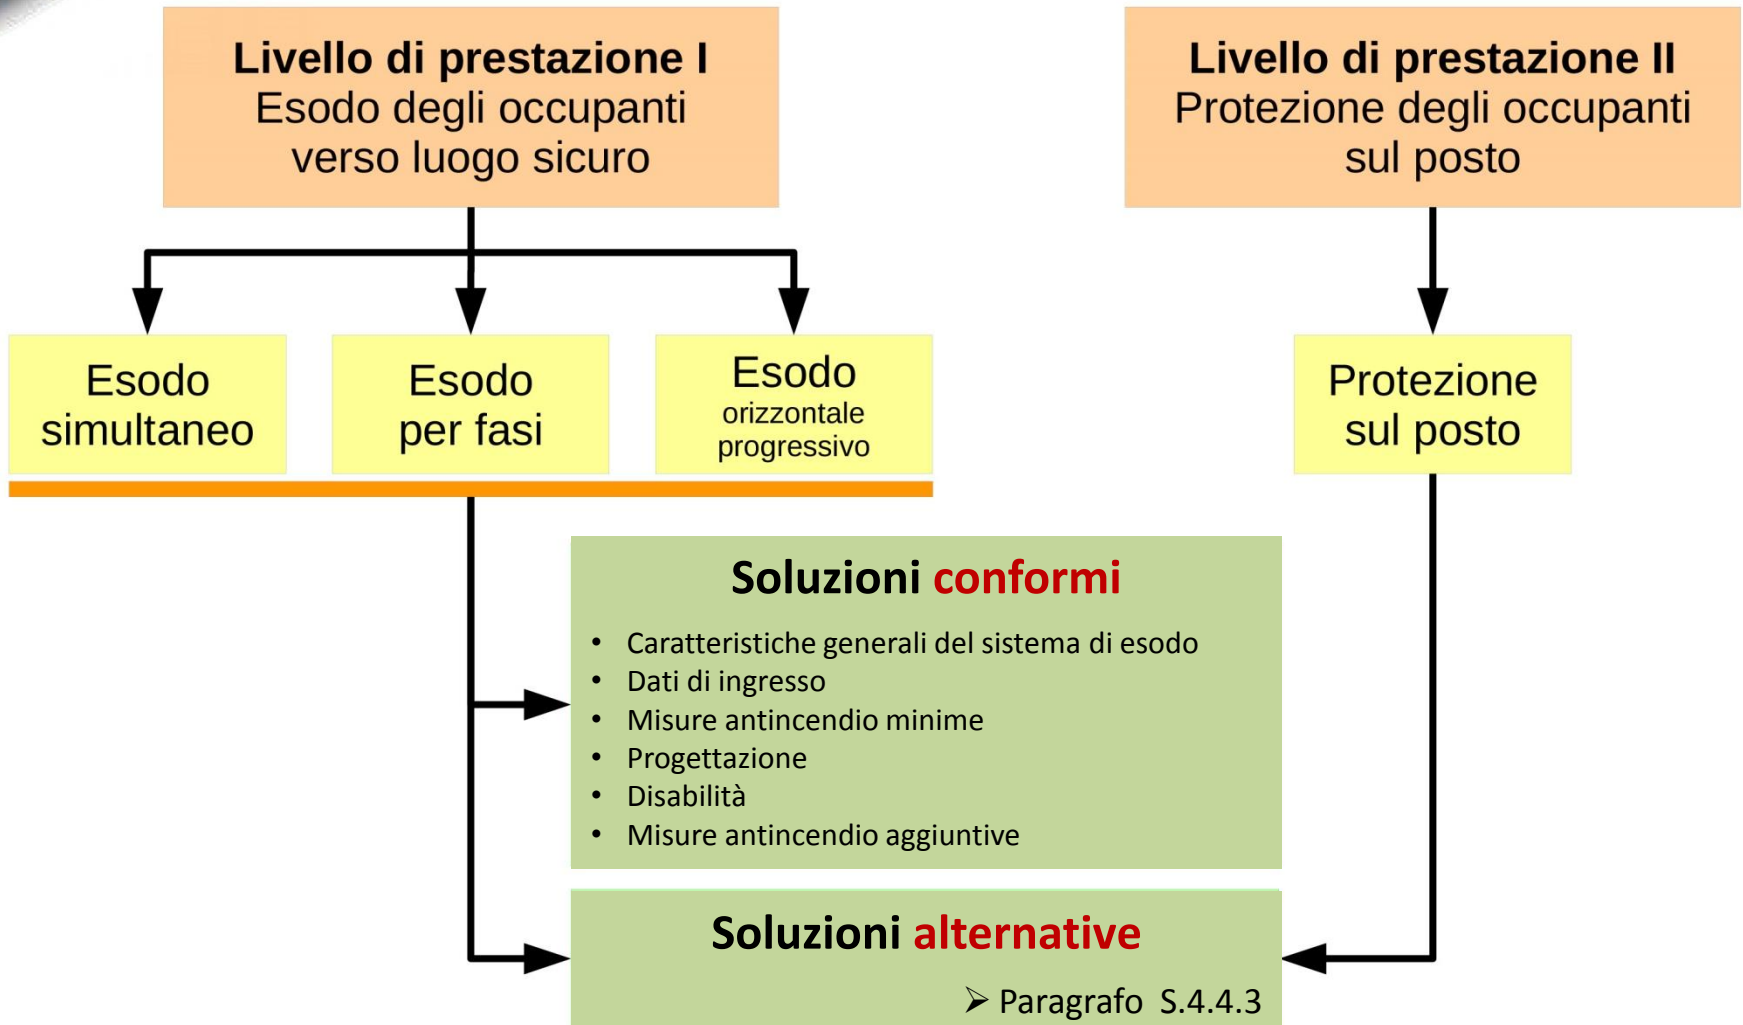 Livello di prestazione I
Esodo degli occupanti
verso luogo sicuro
Livello di prestazione II
Protezione degli occupanti
sul posto
Esodo
simultaneo
Esodo
per fasi
Esodo
orizzontale
progressivo
Protezione
sul posto
Soluzioni conformi
• Caratteristiche generali del sistema di esodo
• Dati di ingresso
• Misure antincendio minime
• Progettazione
• Disabilità
• Misure antincendio aggiuntive
Soluzioni alternative
➢ Paragrafo S.4.4.3